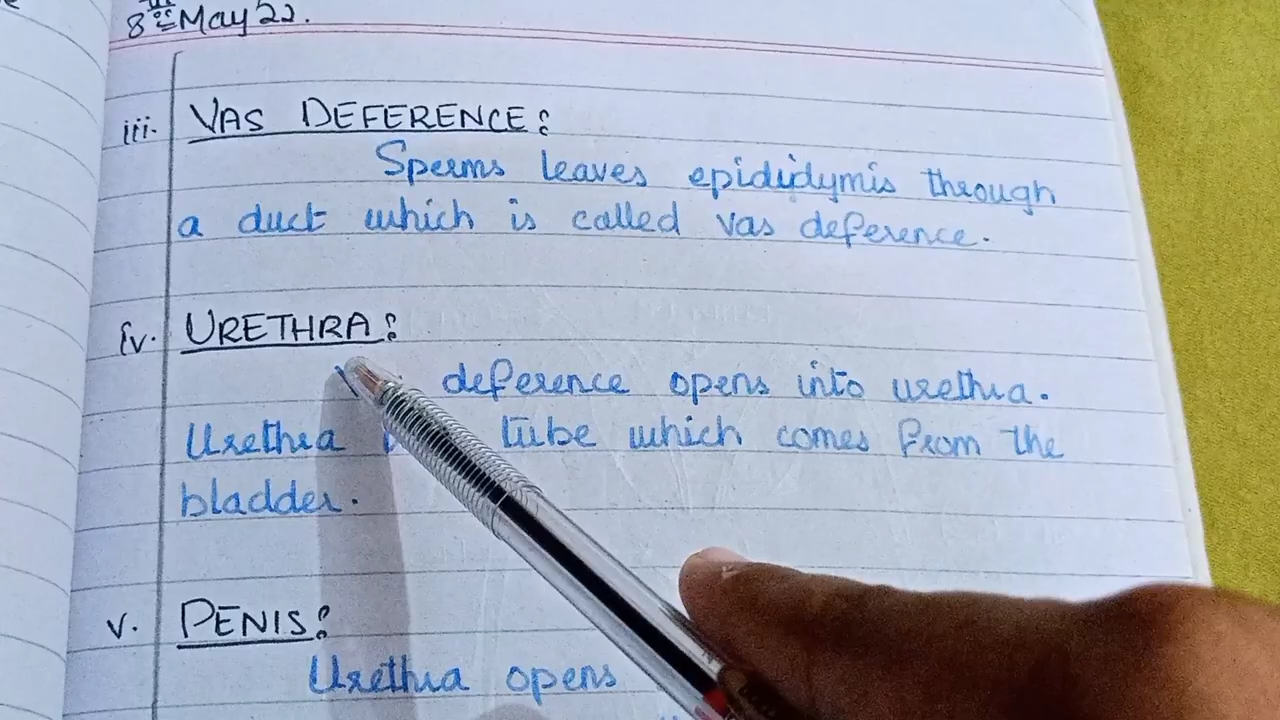 8 May'22.
iii. VAS DEFERENCE:
Sperms leaves epididymis through
a duct which is called vas deference.
iv. URETHRA:
deference opens into urethra.
Urethra tube which comes from the
bladder.
v. PENIS:
Urethra opens